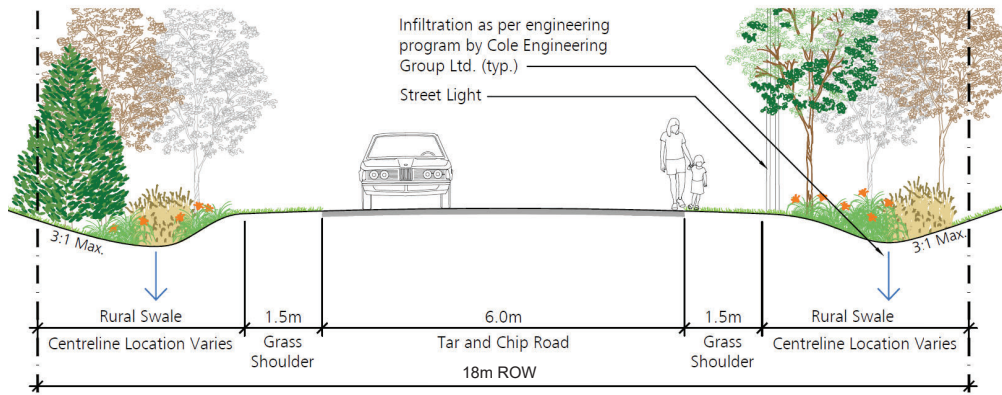 Infiltration as per engineering
program by Cole Engineering
Group Ltd. (typ.)
Street Light
3:1 Max.
3:1 Max.
Rural Swale
1.5m
6.0m
1.5m
Rural Swale
Centreline Location Varies
Grass
Shoulder
Tar and Chip Road
Grass
Shoulder
Centreline Location Varies
18m ROW